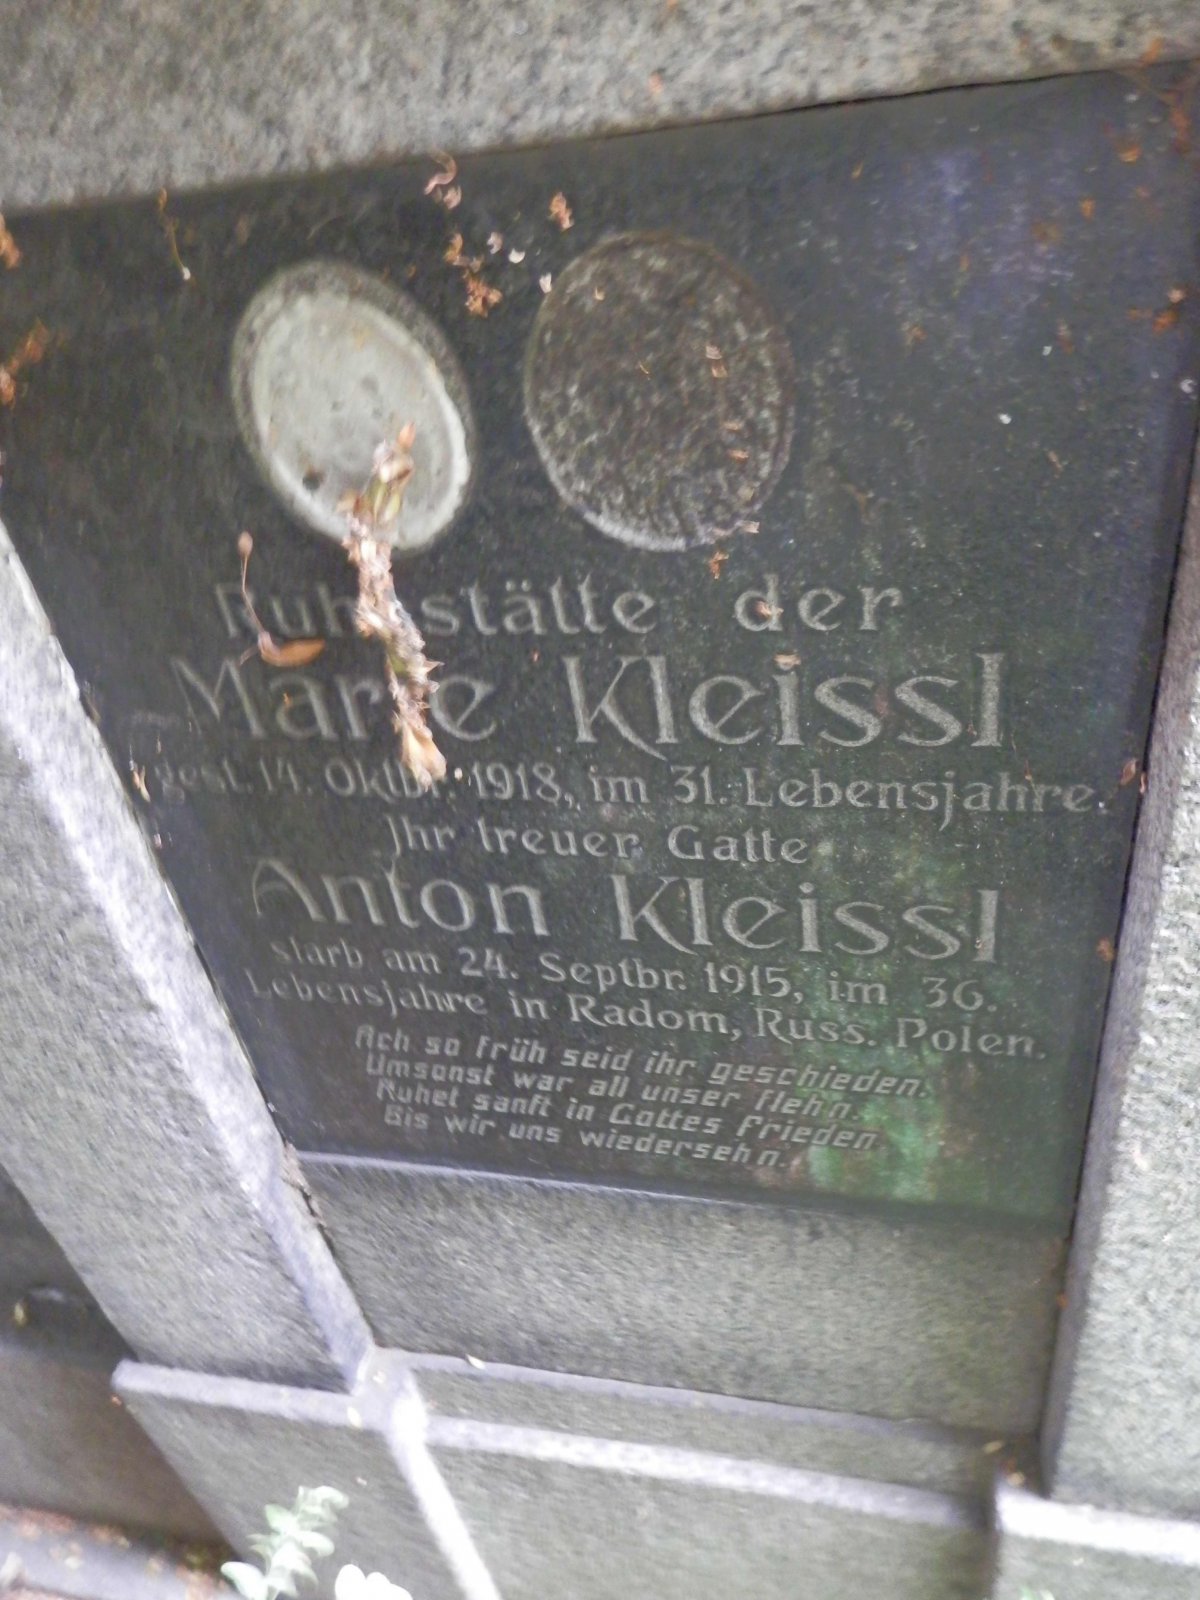 Ruhestätte der
Marie Kleissl
gest. 14. Oktbr. 1918, im 31. Lebensjahre.
Ihr treuer Gatte
Anton Kleissl
starb am 24. Septbr. 1915, im 36.
Lebensjahre in Radom, Russ. Polen.
Ach so früh seid ihr geschieden.
Umsonst war all unser flehn.
Ruhet sanft in Gottes Frieden
Bis wir uns wiedersehn.